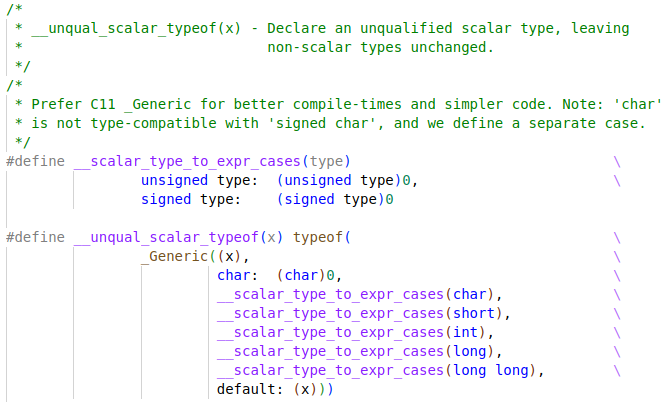 /*
 * __unqual_scalar_typeof(x) - Declare an unqualified scalar type, leaving
 *                             non-scalar types unchanged.
 */
/*
 * Prefer C11 _Generic for better compile-times and simpler code. Note: 'char'
 * is not type-compatible with 'signed char', and we define a separate case.
 */
#define __scalar_type_to_expr_cases(type)                               \
                unsigned type:  (unsigned type)0,                       \
                signed type:    (signed type)0

#define __unqual_scalar_typeof(x) typeof(                               \
                _Generic((x),                                           \
                         char:  (char)0,                                \
                         __scalar_type_to_expr_cases(char),             \
                         __scalar_type_to_expr_cases(short),            \
                         __scalar_type_to_expr_cases(int),              \
                         __scalar_type_to_expr_cases(long),             \
                         __scalar_type_to_expr_cases(long long),        \
                         default: (x)))